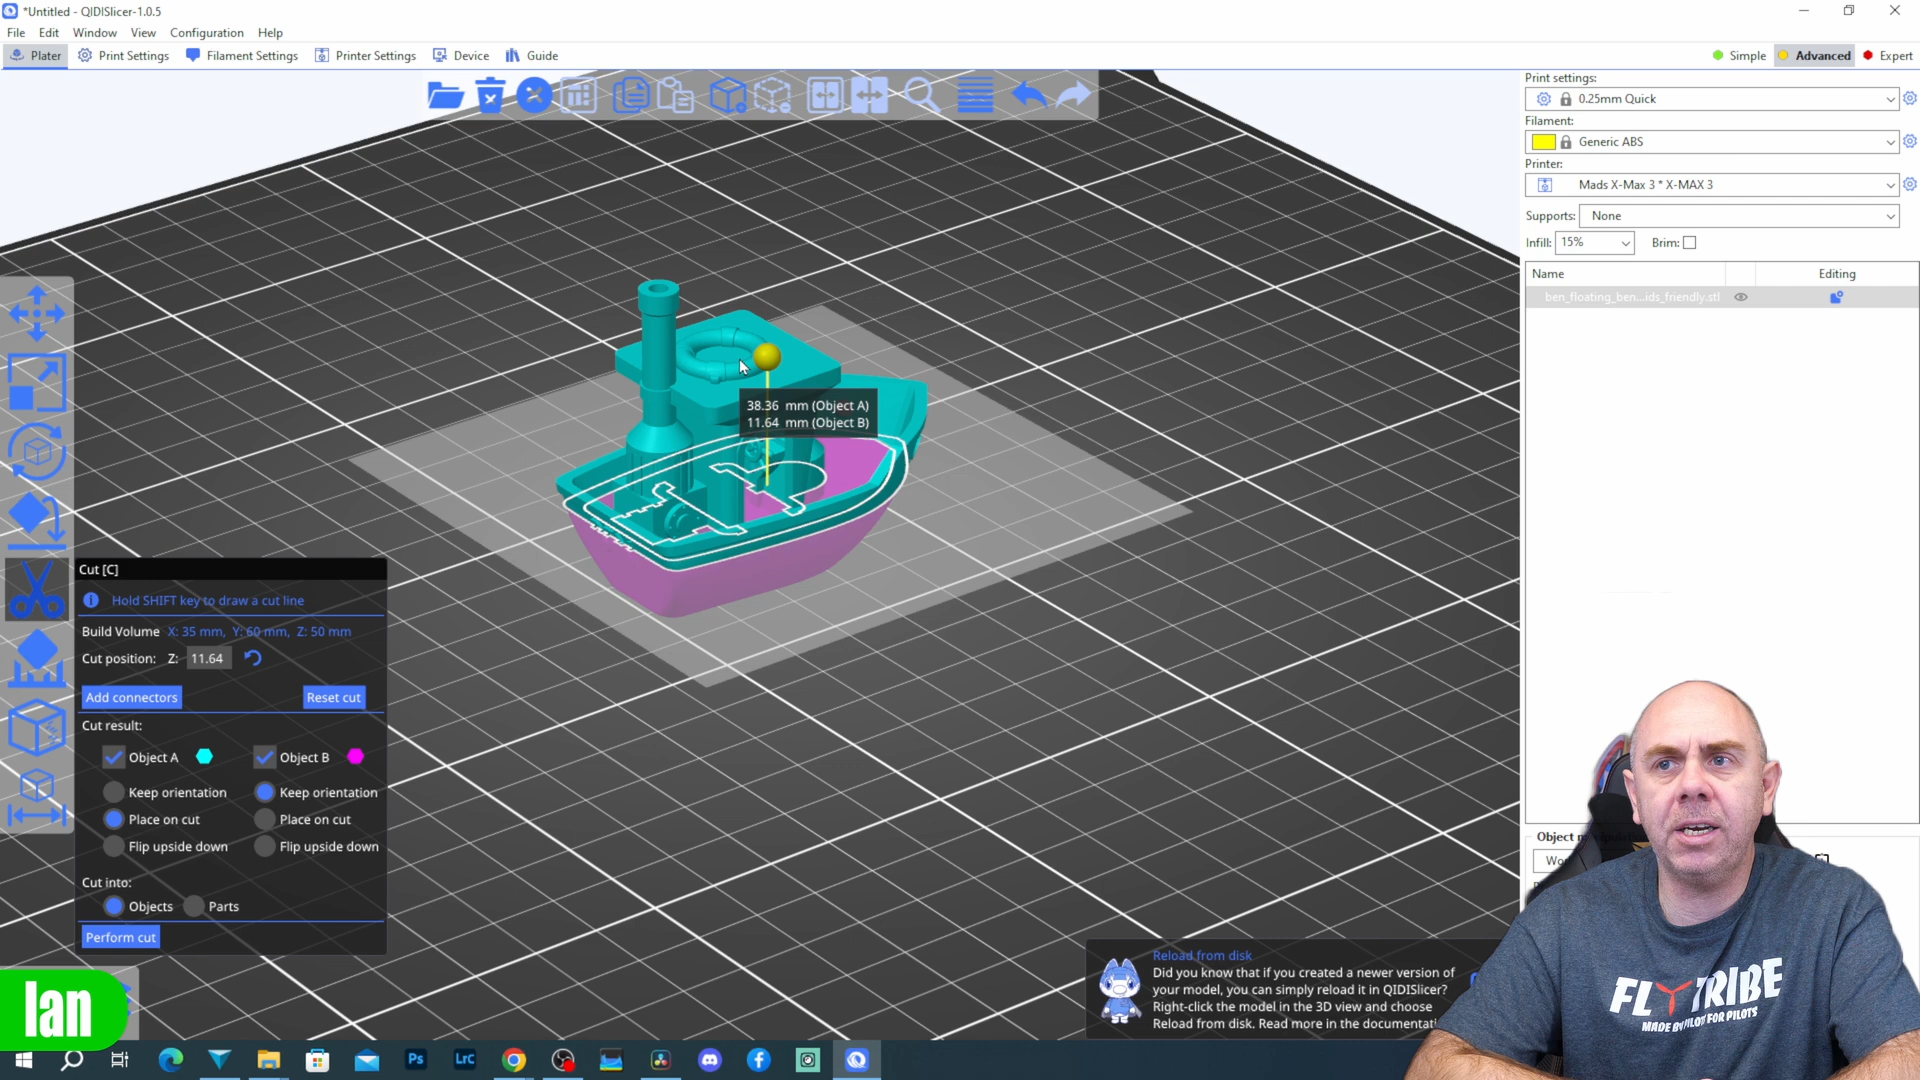 *Untitled - QIDISlicer-1.0.5
File Edit Window View Configuration Help
Plater Print Settings Filament Settings Printer Settings Device Guide
Simple Advanced Expert
Print settings:
0.25mm Quick
Filament:
Generic ABS
Printer:
Mads X-Max 3 * X-MAX 3
Supports: None
Infill: 15% Brim:
Name Editing
ben_floating_ben...ids_friendly.stl
38.36 mm (Object A)
11.64 mm (Object B)
Cut [C]
Hold SHIFT key to draw a cut line
Build Volume X: 35 mm, Y: 60 mm, Z: 50 mm
Cut position: Z: 11.64
Add connectors Reset cut
Cut result:
Object A Object B
Keep orientation Keep orientation
Place on cut Place on cut
Flip upside down Flip upside down
Cut into:
Objects Parts
Perform cut
Object
Reload from disk
Did you know that if you created a newer version of
your model, you can simply reload it in QIDISlicer?
Right-click the model in the 3D view and choose
Reload from disk. Read more in the
Ian
FLYTRIBE
MADE BY PILOTS FOR PILOTS
Ps LrC